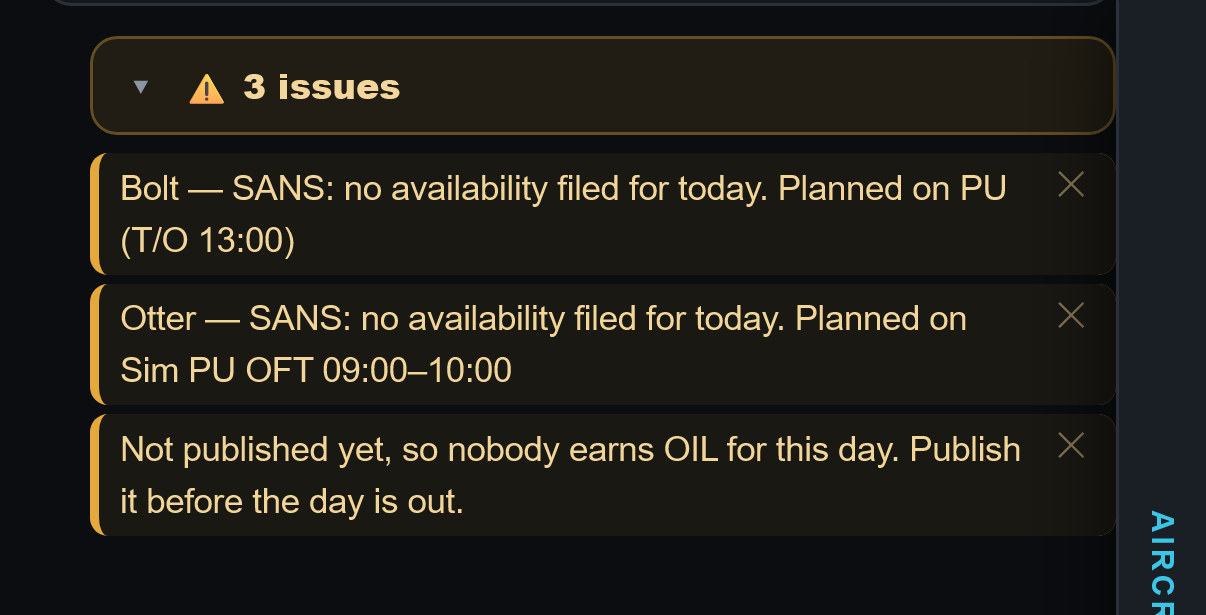 3 issues
Bolt — SANS: no availability filed for today. Planned on PU
(T/O 13:00)
Otter — SANS: no availability filed for today. Planned on
Sim PU OFT 09:00–10:00
Not published yet, so nobody earns OIL for this day. Publish
it before the day is out.